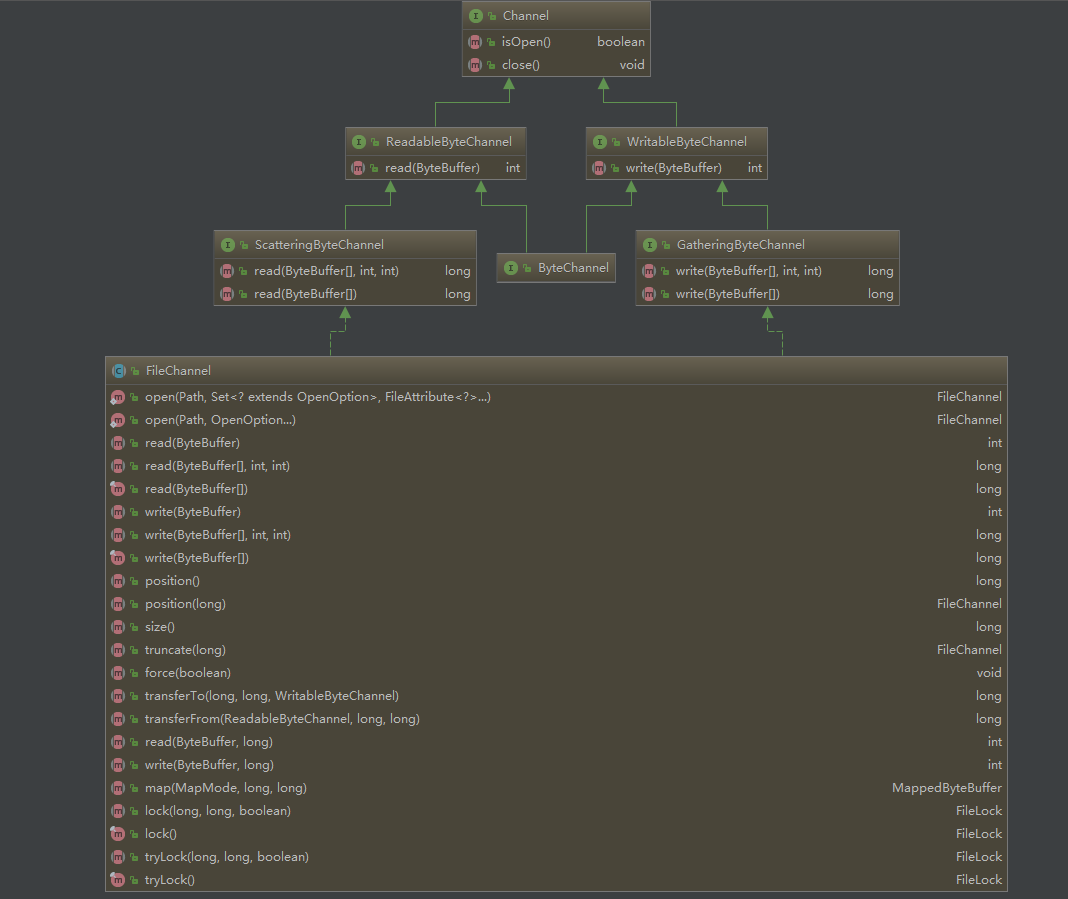 Channel
isOpen() boolean
close() void
ReadableByteChannel
read(ByteBuffer) int
WritableByteChannel
write(ByteBuffer) int
ScatteringByteChannel
read(ByteBuffer[], int, int) long
read(ByteBuffer[]) long
ByteChannel
GatheringByteChannel
write(ByteBuffer[], int, int) long
write(ByteBuffer[]) long
FileChannel
open(Path, Set<? extends OpenOption>, FileAttribute<?>...) FileChannel
open(Path, OpenOption...) FileChannel
read(ByteBuffer) int
read(ByteBuffer[], int, int) long
read(ByteBuffer[]) long
write(ByteBuffer) int
write(ByteBuffer[], int, int) long
write(ByteBuffer[]) long
position() long
position(long) FileChannel
size() long
truncate(long) FileChannel
force(boolean) void
transferTo(long, long, WritableByteChannel) long
transferFrom(ReadableByteChannel, long, long) long
read(ByteBuffer, long) int
write(ByteBuffer, long) int
map(MapMode, long, long) MappedByteBuffer
lock(long, long, boolean) FileLock
lock() FileLock
tryLock(long, long, boolean) FileLock
tryLock() FileLock